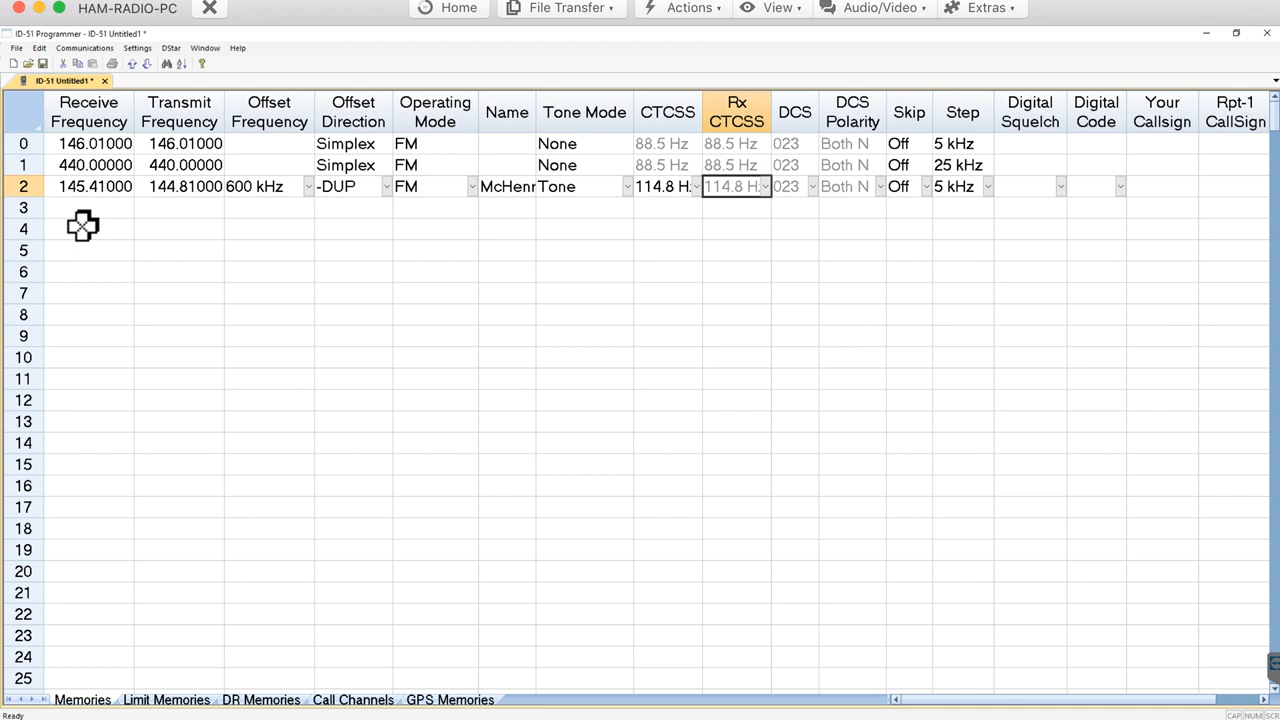 HAM-RADIO-PC
Home
File Transfer
Actions
View
Audio/Video
Extras
ID-51 Programmer - ID-51 Untitled1 *
File Edit Communications Settings DStar Window Help
ID-51 Untitled1 *
Receive Frequency Transmit Frequency Offset Frequency Offset Direction Operating Mode Name Tone Mode CTCSS Rx CTCSS DCS DCS Polarity Skip Step Digital Squelch Digital Code Your Callsign Rpt-1 CallSign
0 146.01000 146.01000 Simplex FM None 88.5 Hz 88.5 Hz 023 Both N Off 5 kHz
1 440.00000 440.00000 Simplex FM None 88.5 Hz 88.5 Hz 023 Both N Off 25 kHz
2 145.41000 144.81000 600 kHz -DUP FM McHenr Tone 114.8 H 114.8 H 023 Both N Off 5 kHz
3
4
5
6
7
8
9
10
11
12
13
14
15
16
17
18
19
20
21
22
23
24
25
Memories Limit Memories DR Memories Call Channels GPS Memories
Ready
CAP NUM SCR